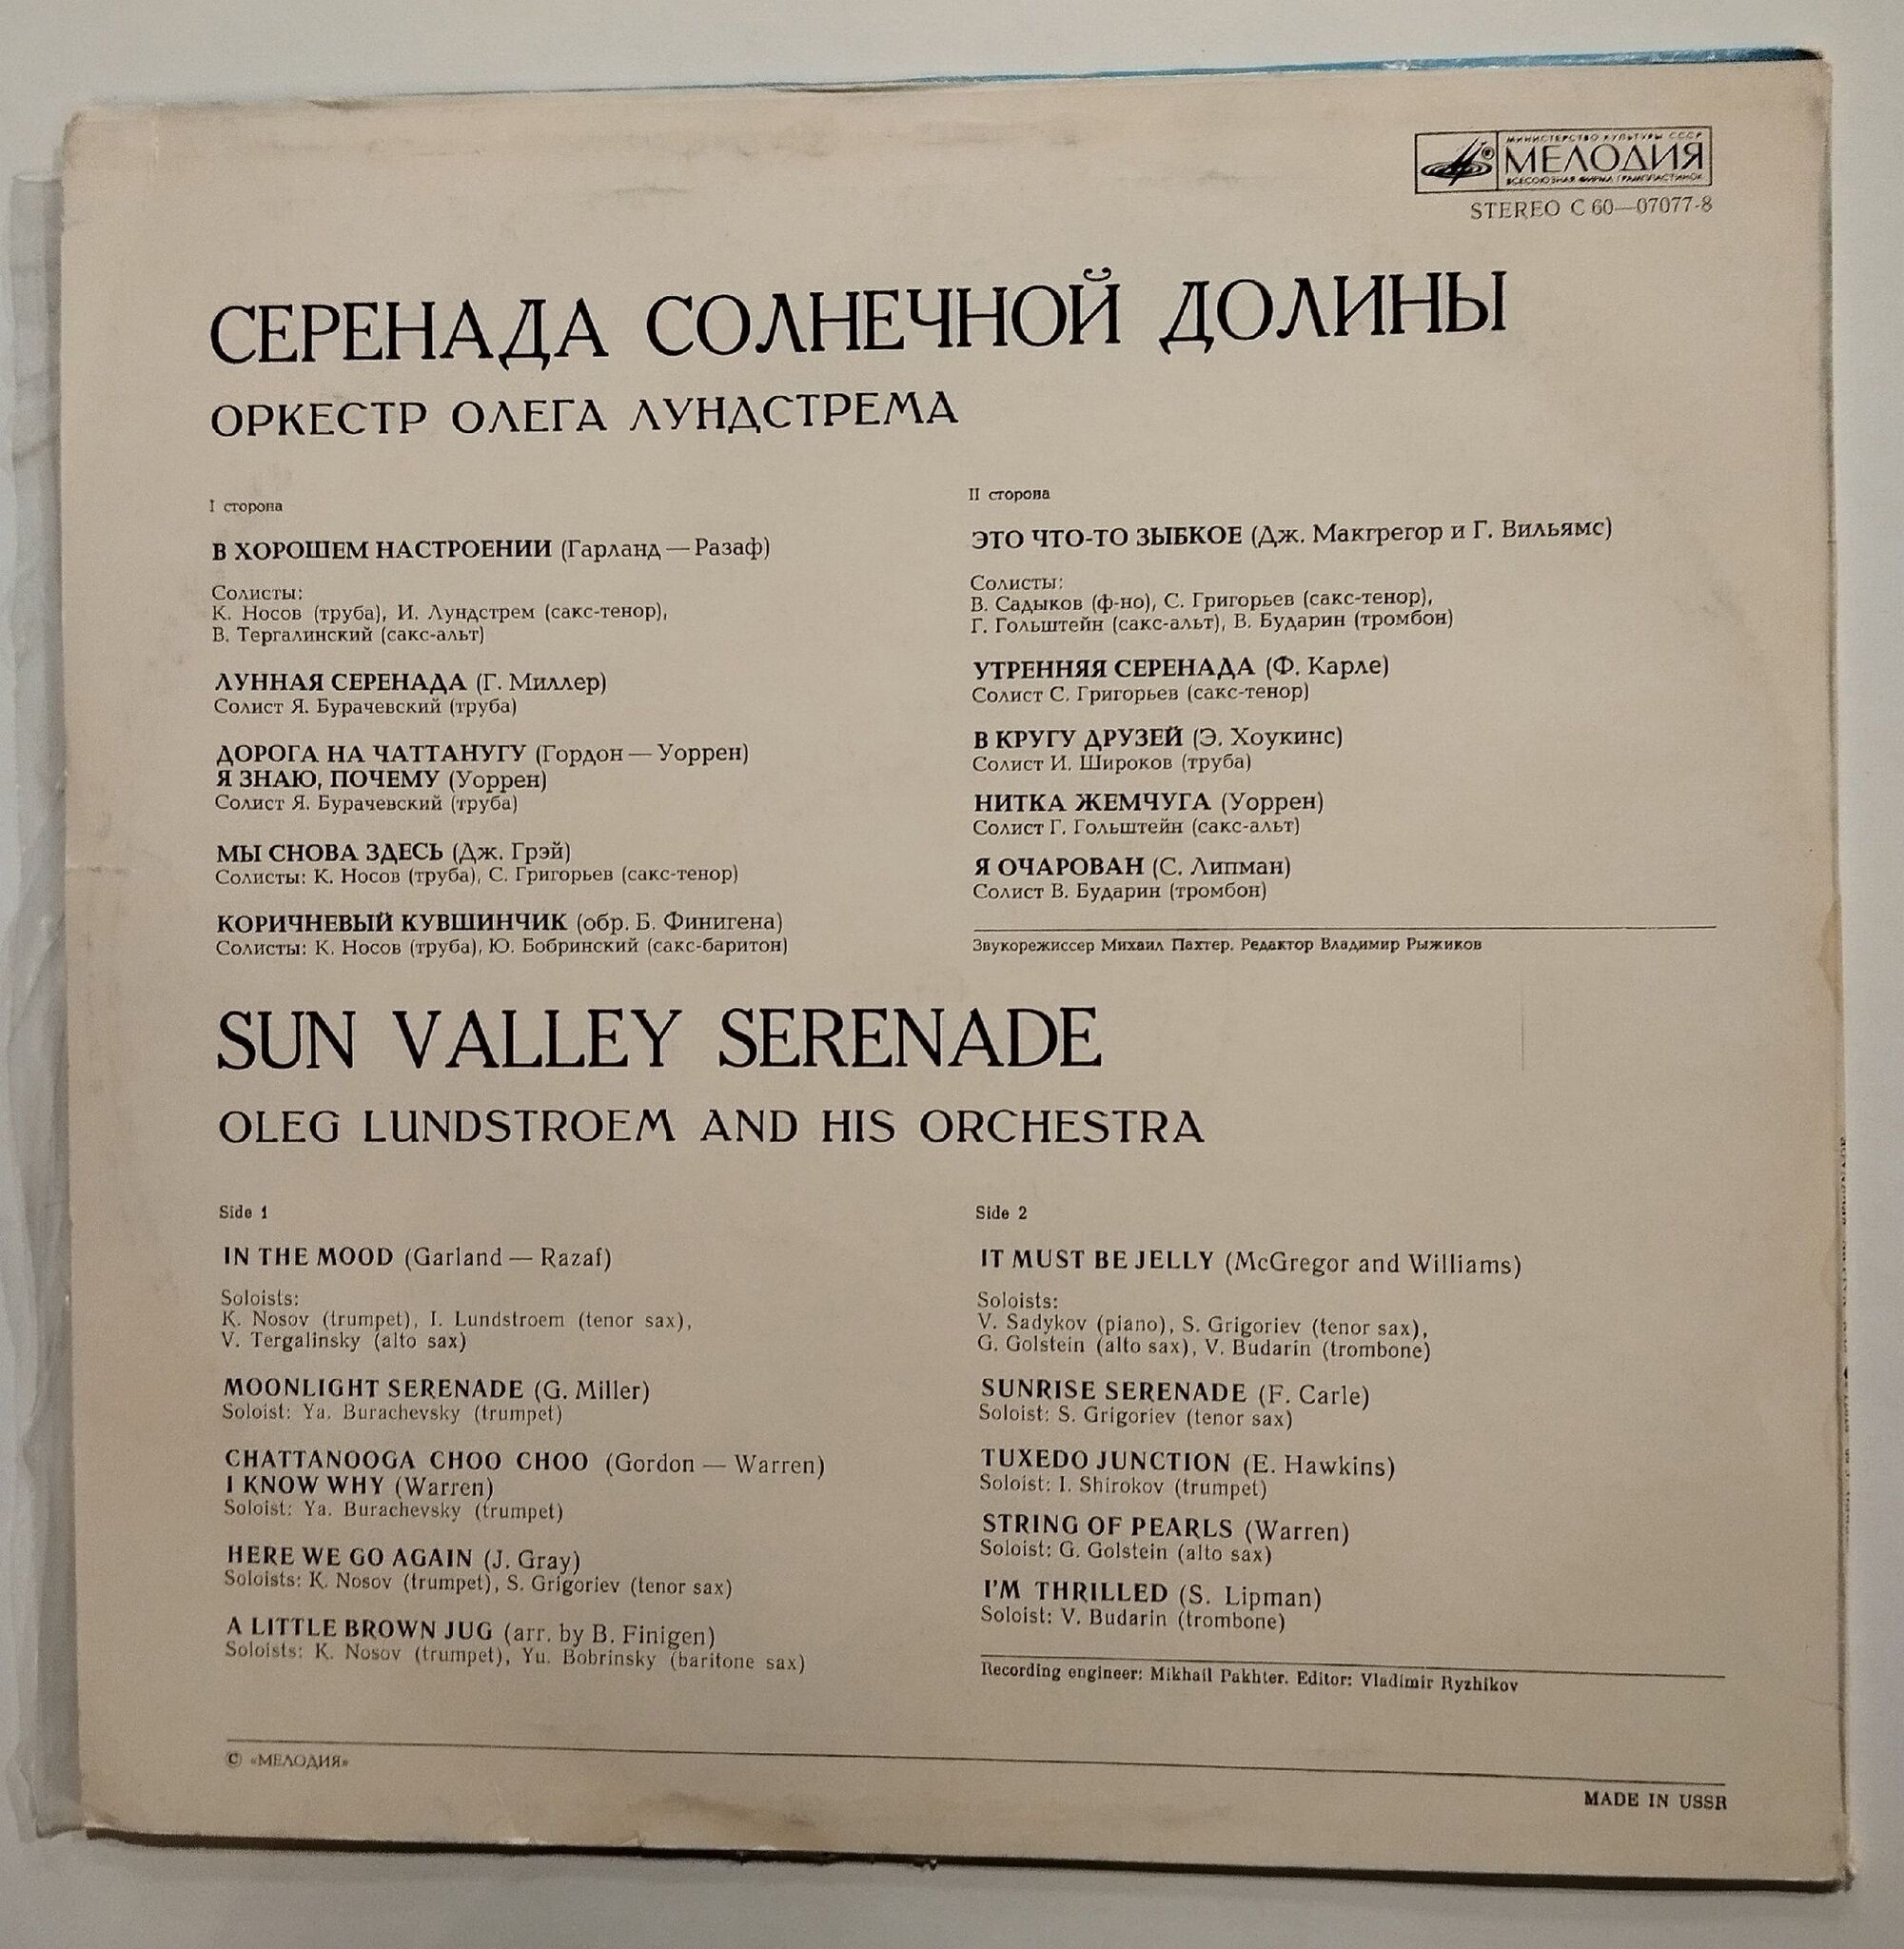 МИНИСТЕРСТВО КУЛЬТУРЫ СССР
МЕЛОДИЯ
ВСЕСОЮЗНАЯ ФИРМА ГРАМПЛАСТИНОК
STEREO С 60—07077-8
СЕРЕНАДА СОЛНЕЧНОЙ ДОЛИНЫ
ОРКЕСТР ОЛЕГА ЛУНДСТРЕМА
I сторона
В ХОРОШЕМ НАСТРОЕНИИ (Гарланд — Разаф)
Солисты:
К. Носов (труба), И. Лундстрем (сакс-тенор),
В. Тергалинский (сакс-альт)
ЛУННАЯ СЕРЕНАДА (Г. Миллер)
Солист Я. Бурачевский (труба)
ДОРОГА НА ЧАТТАНУГУ (Гордон — Уоррен)
Я ЗНАЮ, ПОЧЕМУ (Уоррен)
Солист Я. Бурачевский (труба)
МЫ СНОВА ЗДЕСЬ (Дж. Грэй)
Солисты: К. Носов (труба), С. Григорьев (сакс-тенор)
КОРИЧНЕВЫЙ КУВШИНЧИК (обр. Б. Финигена)
Солисты: К. Носов (труба), Ю. Бобринский (сакс-баритон)
II сторона
ЭТО ЧТО-ТО ЗЫБКОЕ (Дж. Макгрегор и Г. Вильямс)
Солисты:
В. Садыков (ф-но), С. Григорьев (сакс-тенор),
Г. Гольштейн (сакс-альт), В. Бударин (тромбон)
УТРЕННЯЯ СЕРЕНАДА (Ф. Карле)
Солист С. Григорьев (сакс-тенор)
В КРУГУ ДРУЗЕЙ (Э. Хоукинс)
Солист И. Широков (труба)
НИТКА ЖЕМЧУГА (Уоррен)
Солист Г. Гольштейн (сакс-альт)
Я ОЧАРОВАН (С. Липман)
Солист В. Бударин (тромбон)
Звукорежиссер Михаил Пахтер. Редактор Владимир Рыжиков
SUN VALLEY SERENADE
OLEG LUNDSTROEM AND HIS ORCHESTRA
Side 1
IN THE MOOD (Garland — Razaf)
Soloists:
K. Nosov (trumpet), I. Lundstroem (tenor sax),
V. Tergalinsky (alto sax)
MOONLIGHT SERENADE (G. Miller)
Soloist: Ya. Burachevsky (trumpet)
CHATTANOOGA CHOO CHOO (Gordon — Warren)
I KNOW WHY (Warren)
Soloist: Ya. Burachevsky (trumpet)
HERE WE GO AGAIN (J. Gray)
Soloists: K. Nosov (trumpet), S. Grigoriev (tenor sax)
A LITTLE BROWN JUG (arr. by B. Finigen)
Soloists: K. Nosov (trumpet), Yu. Bobrinsky (baritone sax)
Side 2
IT MUST BE JELLY (McGregor and Williams)
Soloists:
V. Sadykov (piano), S. Grigoriev (tenor sax),
G. Golstein (alto sax), V. Budarin (trombone)
SUNRISE SERENADE (F. Carle)
Soloist: S. Grigoriev (tenor sax)
TUXEDO JUNCTION (E. Hawkins)
Soloist: I. Shirokov (trumpet)
STRING OF PEARLS (Warren)
Soloist: G. Golstein (alto sax)
I'M THRILLED (S. Lipman)
Soloist: V. Budarin (trombone)
Recording engineer: Mikhail Pakhter. Editor: Vladimir Ryzhikov
© «МЕЛОДИЯ»
MADE IN USSR